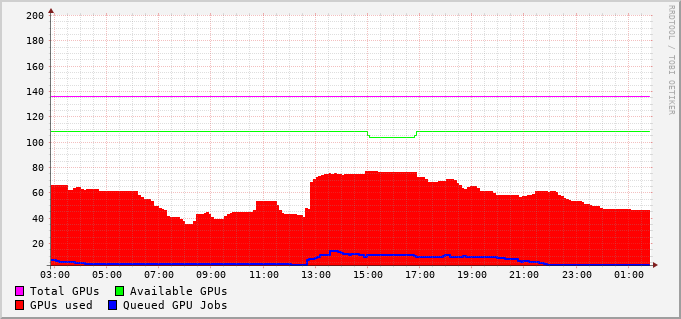 200
180
160
140
120
100
80
60
40
20
03:00 05:00 07:00 09:00 11:00 13:00 15:00 17:00 19:00 21:00 23:00 01:00
Total GPUs Available GPUs
GPUs used Queued GPU Jobs
RRDTOOL / TOBI OETIKER